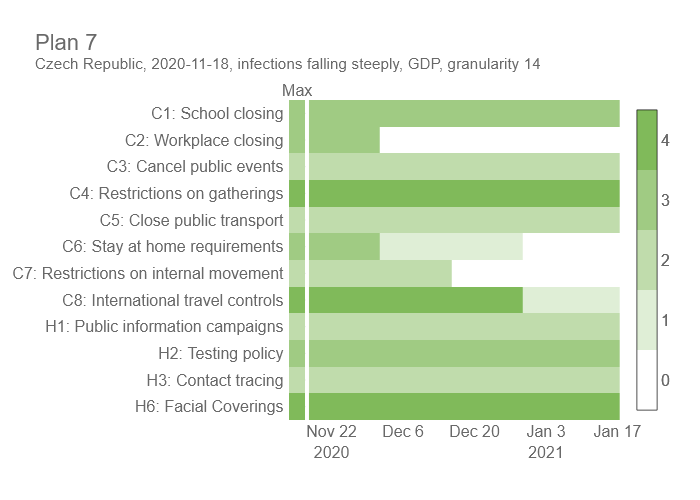 Plan 7
Czech Republic, 2020-11-18, infections falling steeply, GDP, granularity 14
Max
C1: School closing
C2: Workplace closing
C3: Cancel public events
C4: Restrictions on gatherings
C5: Close public transport
C6: Stay at home requirements
C7: Restrictions on internal movement
C8: International travel controls
H1: Public information campaigns
H2: Testing policy
H3: Contact tracing
H6: Facial Coverings
4
3
2
1
0
Nov 22 Dec 6 Dec 20 Jan 3 Jan 17
2020 2021